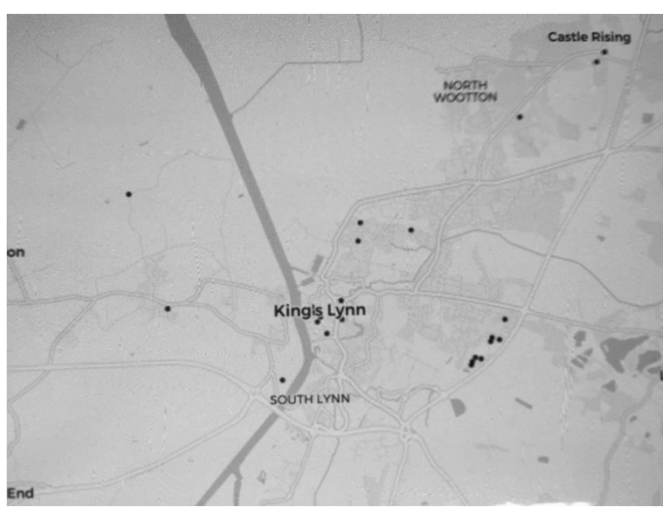 Castle Rising
NORTH
WOOTTON
on
King's Lynn
SOUTH LYNN
End